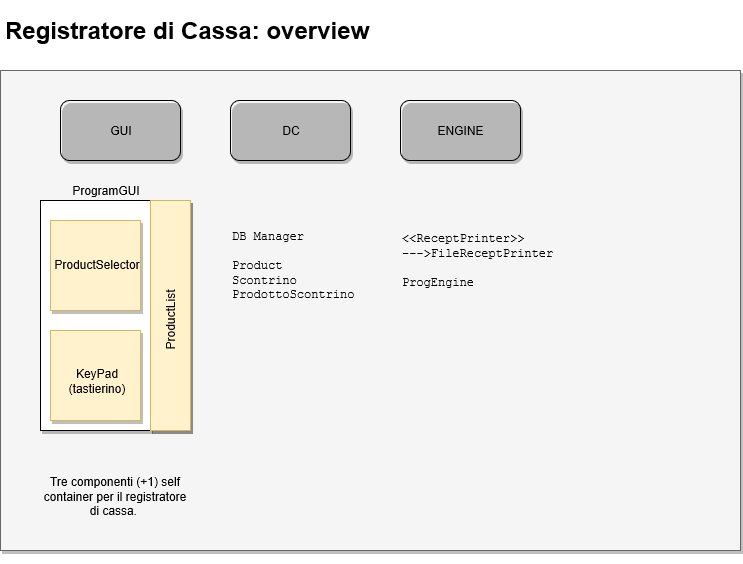 Registratore di Cassa: overview
GUI
DC
ENGINE
ProgramGUI
ProductSelector
KeyPad
(tastierino)
ProductList
Tre componenti (+1) self
container per il registratore
di cassa.
DB Manager
Product
Scontrino
ProdottoScontrino
<<ReceptPrinter>>
--->FileReceptPrinter
ProgEngine